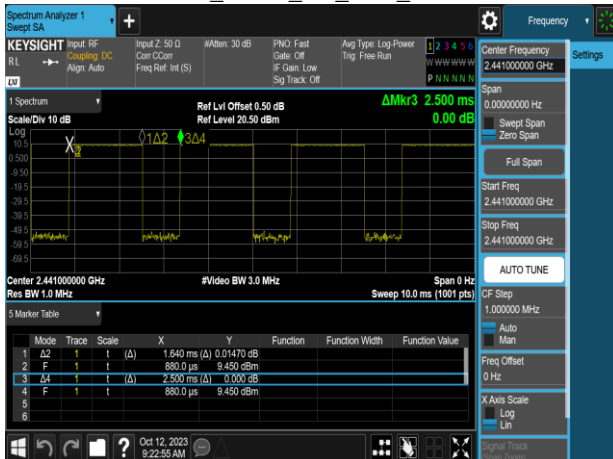 Spectrum Analyzer 1
Swept SA
+
Frequency
KEYSIGHT
RL
LXI
Input: RF
Coupling: DC
Align: Auto
Input Z: 50 Ω
Corr CCorr
Freq Ref: Int (S)
#Atten: 30 dB
PNO: Fast
Gate: Off
IF Gain: Low
Sig Track: Off
Avg Type: Log-Power
Trig: Free Run
1 2 3 4 5 6
W W W W W W
P N N N N N
1 Spectrum
Scale/Div 10 dB
Ref Lvl Offset 0.50 dB
Ref Level 20.50 dBm
ΔMkr3 2.500 ms
0.00 dB
Log
10.5
0.500
-9.50
-19.5
-29.5
-39.5
-49.5
-59.5
-69.5
X2
1Δ2
3Δ4
Center 2.441000000 GHz
Res BW 1.0 MHz
#Video BW 3.0 MHz
Span 0 Hz
Sweep 10.0 ms (1001 pts)
5 Marker Table
Mode Trace Scale X Y Function Function Width Function Value
1 Δ2 1 t (Δ) 1.640 ms (Δ) 0.01470 dB
2 F 1 t 880.0 µs 9.450 dBm
3 Δ4 1 t (Δ) 2.500 ms (Δ) 0.000 dB
4 F 1 t 880.0 µs 9.450 dBm
5
6
Oct 12, 2023
9:22:55 AM
Center Frequency
2.441000000 GHz
Settings
Span
0.00000000 Hz
Swept Span
Zero Span
Full Span
Start Freq
2.441000000 GHz
Stop Freq
2.441000000 GHz
AUTO TUNE
CF Step
1.000000 MHz
Auto
Man
Freq Offset
0 Hz
X Axis Scale
Log
Lin
Signal Track
(Span Zoom)